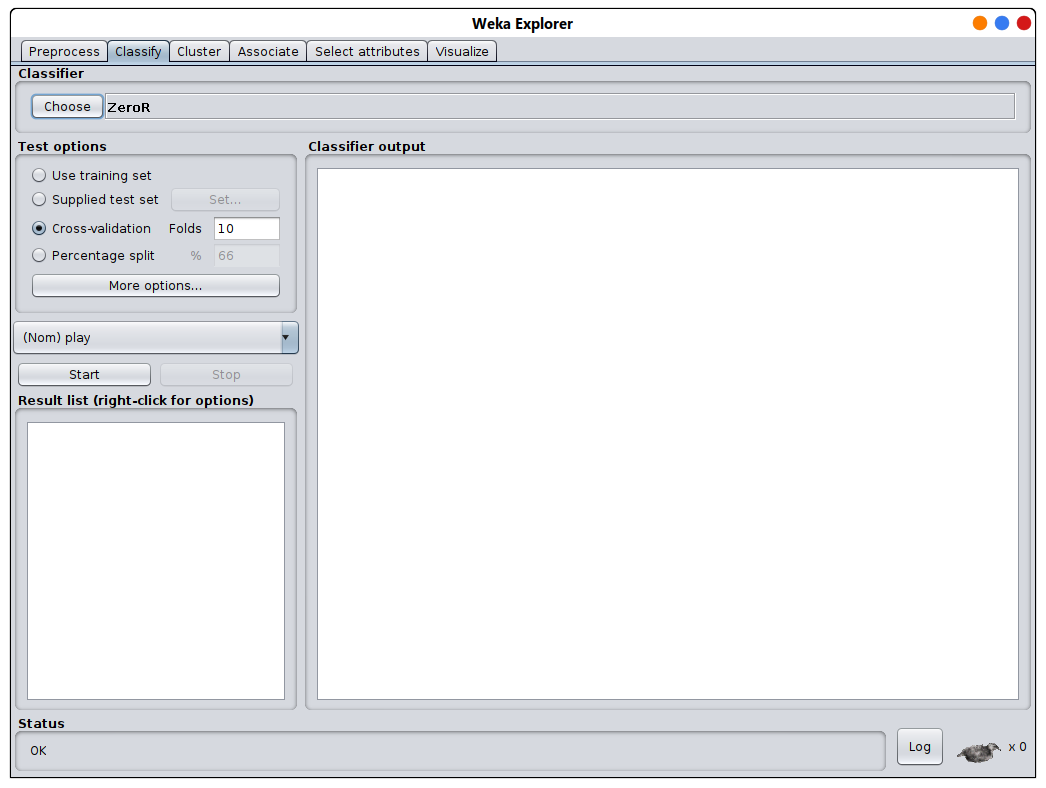 Weka Explorer
Preprocess Classify Cluster Associate Select attributes Visualize
Classifier
Choose ZeroR
Test options
Use training set
Supplied test set Set...
Cross-validation Folds 10
Percentage split % 66
More options...
(Nom) play
Start Stop
Result list (right-click for options)
Classifier output
Status
OK
Log x 0